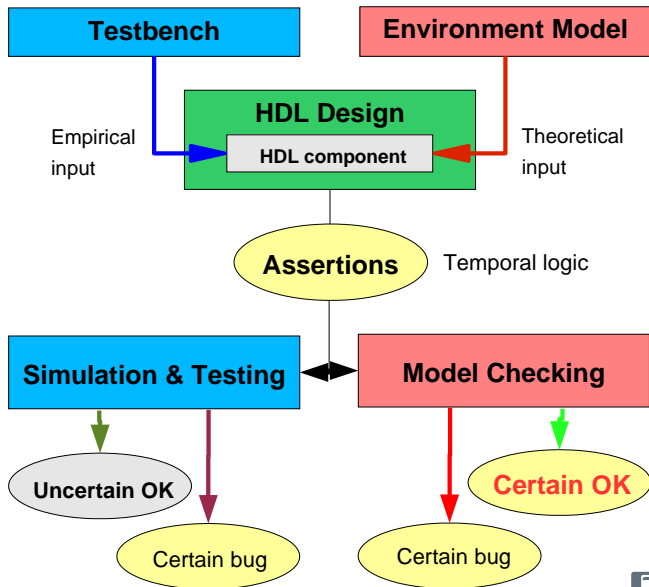 Testbench
Environment Model
HDL Design
HDL component
Empirical
input
Theoretical
input
Assertions
Temporal logic
Simulation & Testing
Model Checking
Uncertain OK
Certain OK
Certain bug
Certain bug